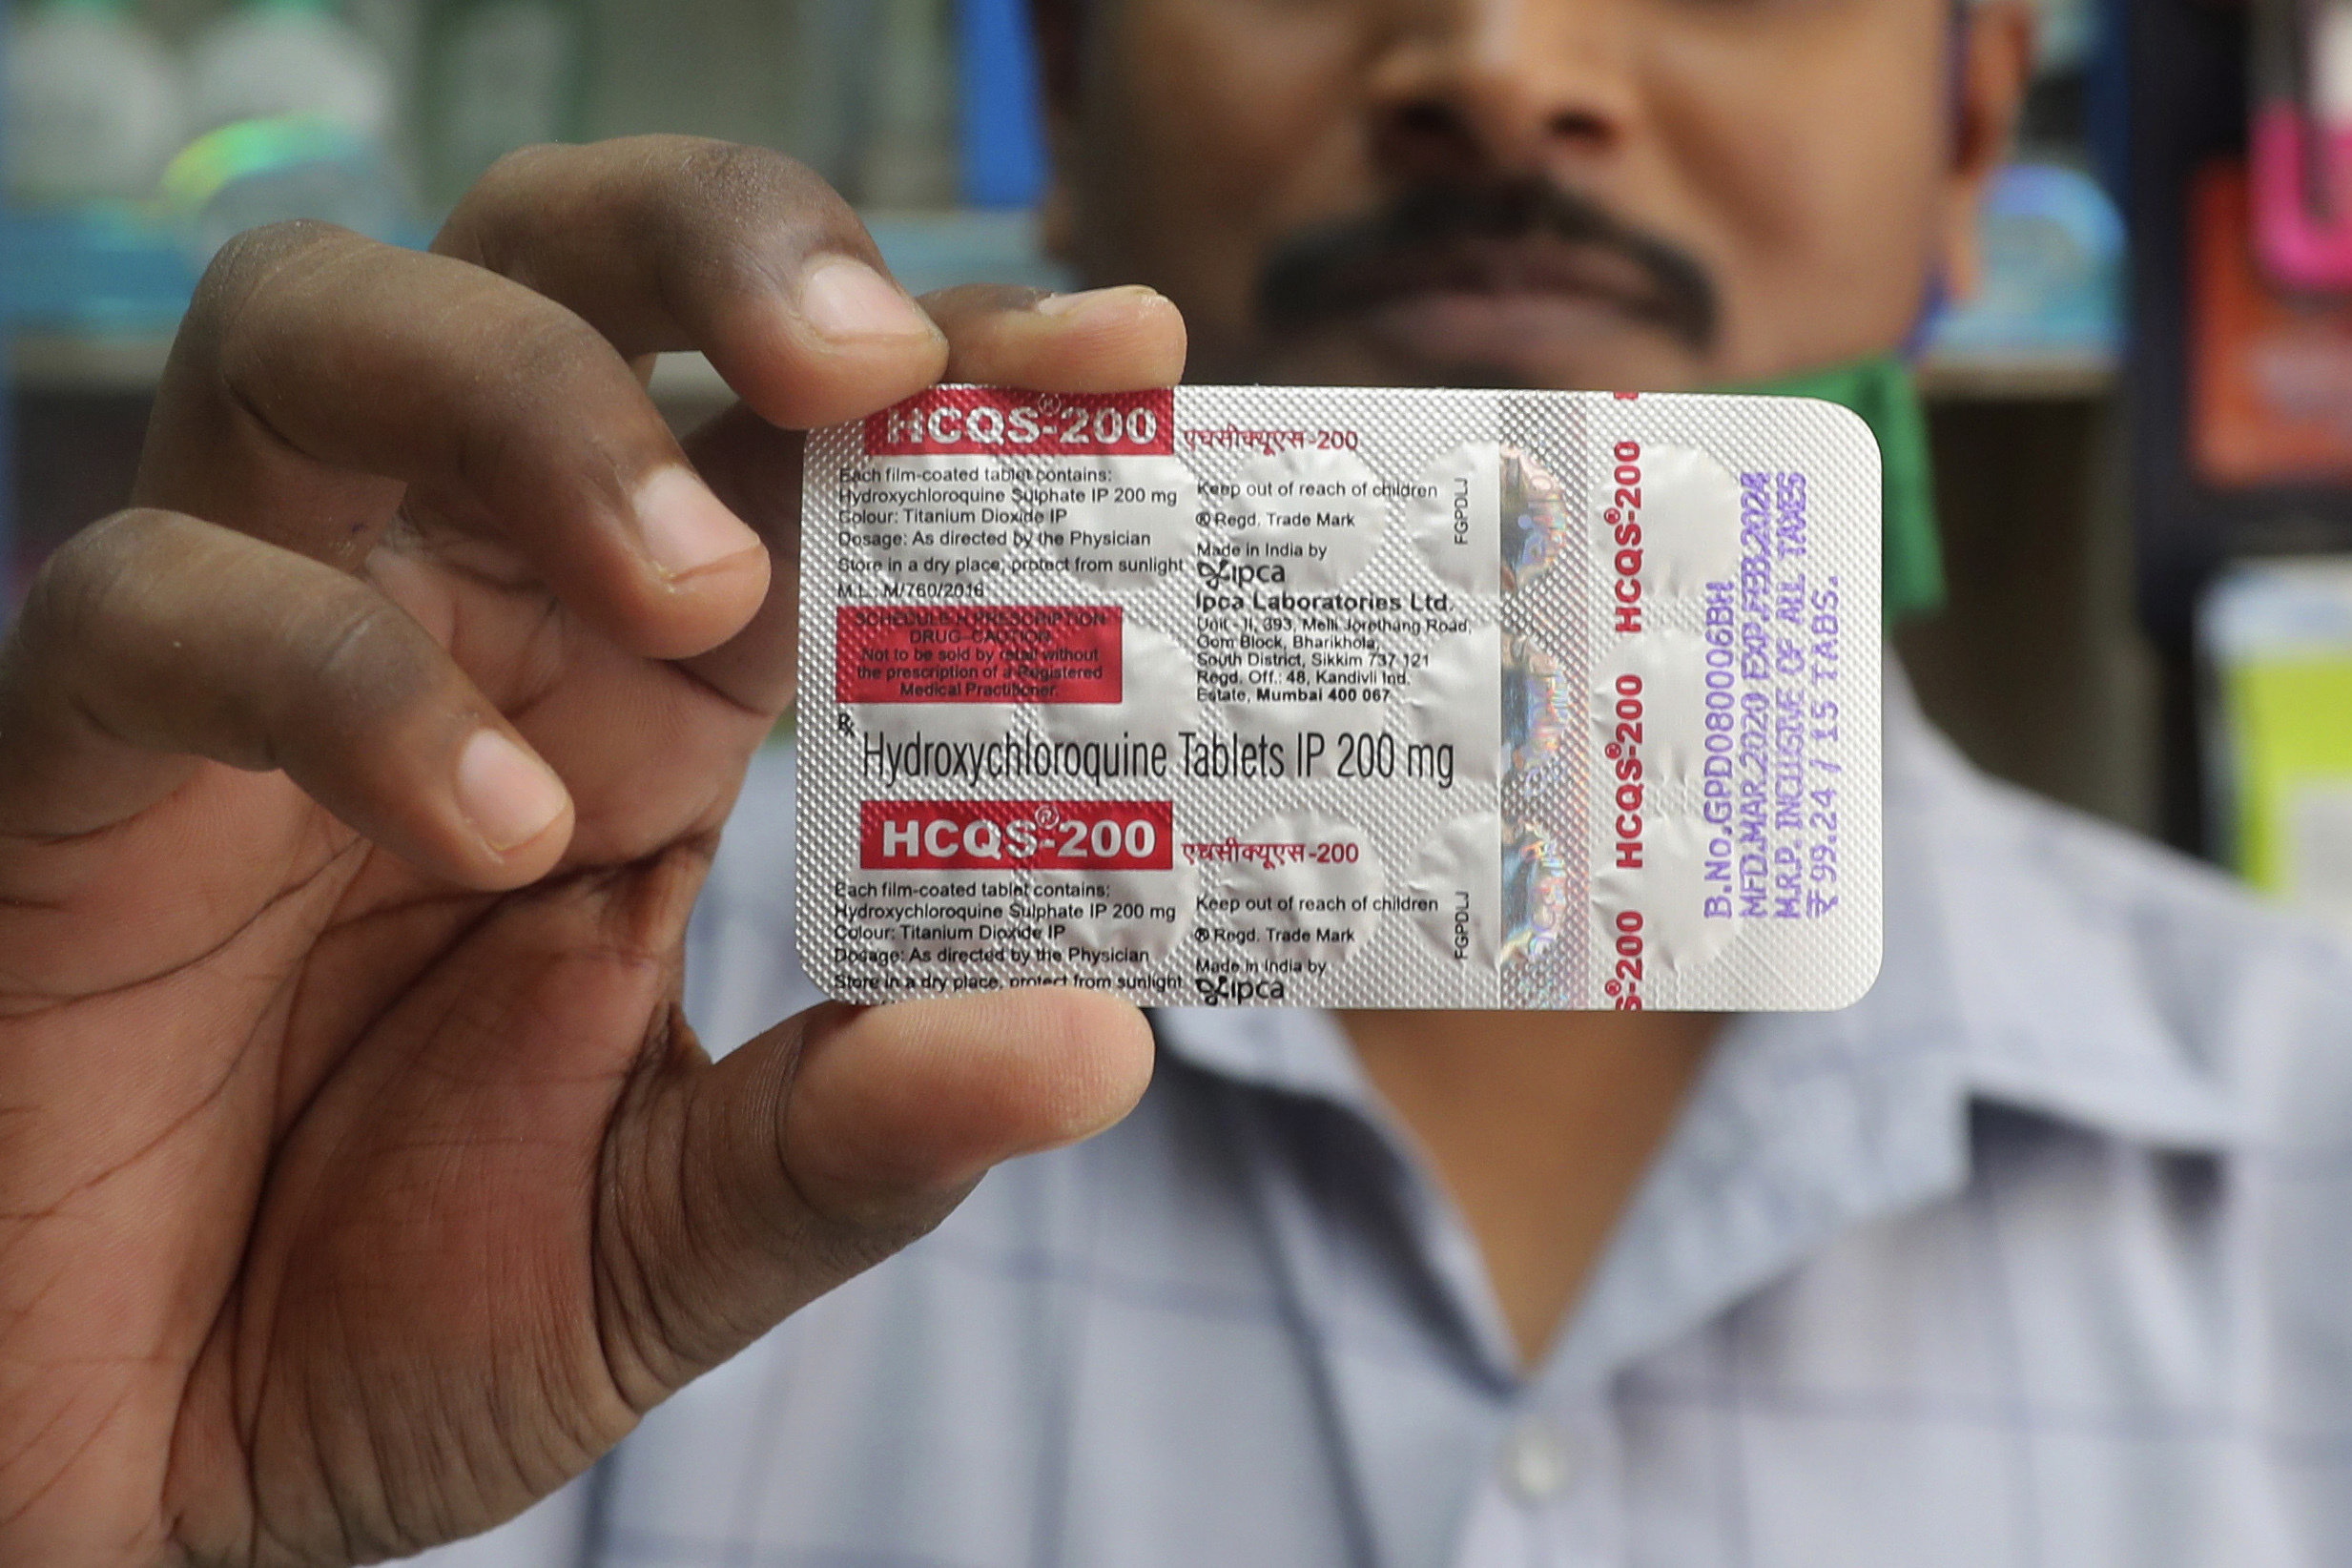 HCQS®-200 एचसीक्यूएस-200
Each film-coated tablet contains:
Hydroxychloroquine Sulphate IP 200 mg
Colour: Titanium Dioxide IP
Dosage: As directed by the Physician
Store in a dry place, protect from sunlight
M.L.: M/760/2016
SCHEDULE H PRESCRIPTION
DRUG-CAUTION
Not to be sold by retail without
the prescription of a Registered
Medical Practitioner.
Keep out of reach of children
® Regd. Trade Mark
Made in India by
ipca
Ipca Laboratories Ltd.
Unit - II, 393, Melli Jorethang Road,
Gom Block, Bharikhola,
South District, Sikkim 737 121
Regd. Off.: 48, Kandivli Ind.
Estate, Mumbai 400 067
FGPDLJ
Rx
Hydroxychloroquine Tablets IP 200 mg
HCQS®-200 एचसीक्यूएस-200
Each film-coated tablet contains:
Hydroxychloroquine Sulphate IP 200 mg
Colour: Titanium Dioxide IP
Dosage: As directed by the Physician
Store in a dry place, protect from sunlight
Keep out of reach of children
® Regd. Trade Mark
Made in India by
ipca
FGPDLJ
S®-200 HCQS®-200 HCQS®-200
B.No.GPD080006BH
MFD.MAR.2020 EXP.FEB.2024
M.R.P. INCLUSIVE OF ALL TAXES
₹ 99.24 / 15 TABS.